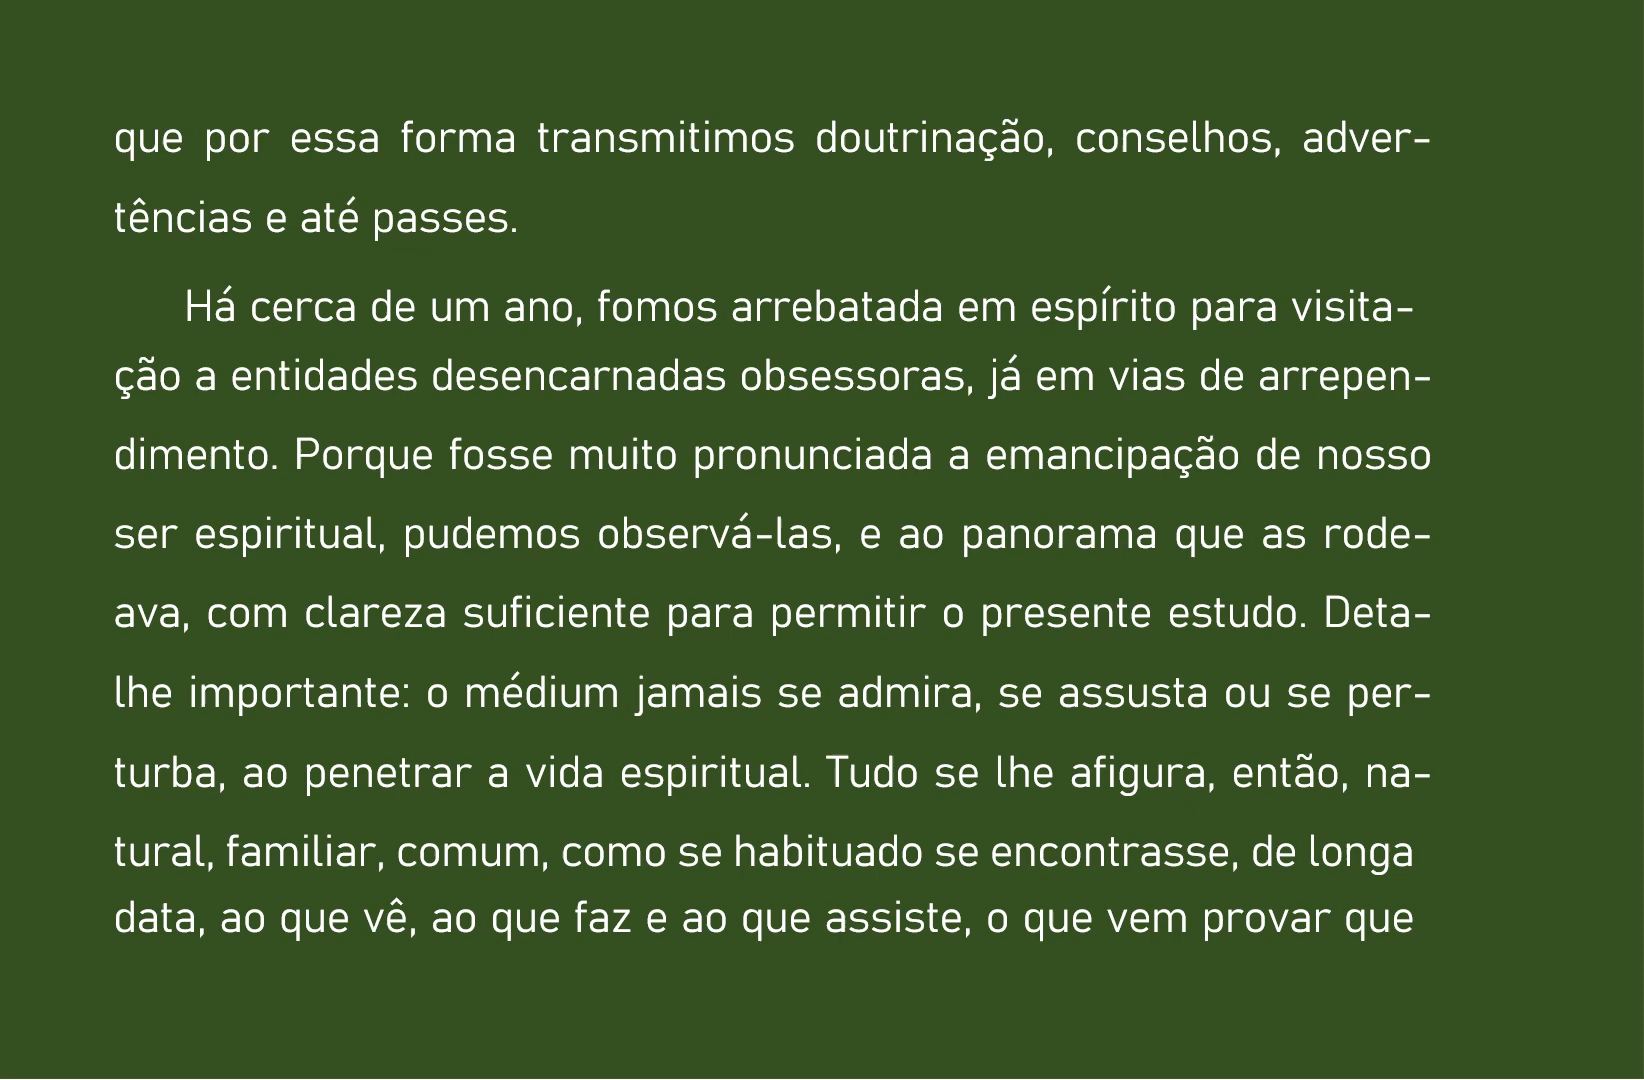 que por essa forma transmitimos doutrinação, conselhos, adver-
tências e até passes.
Há cerca de um ano, fomos arrebatada em espírito para visita-
ção a entidades desencarnadas obsessoras, já em vias de arrepen-
dimento. Porque fosse muito pronunciada a emancipação de nosso
ser espiritual, pudemos observá-las, e ao panorama que as rode-
ava, com clareza suficiente para permitir o presente estudo. Deta-
lhe importante: o médium jamais se admira, se assusta ou se per-
turba, ao penetrar a vida espiritual. Tudo se lhe afigura, então, na-
tural, familiar, comum, como se habituado se encontrasse, de longa
data, ao que vê, ao que faz e ao que assiste, o que vem provar que